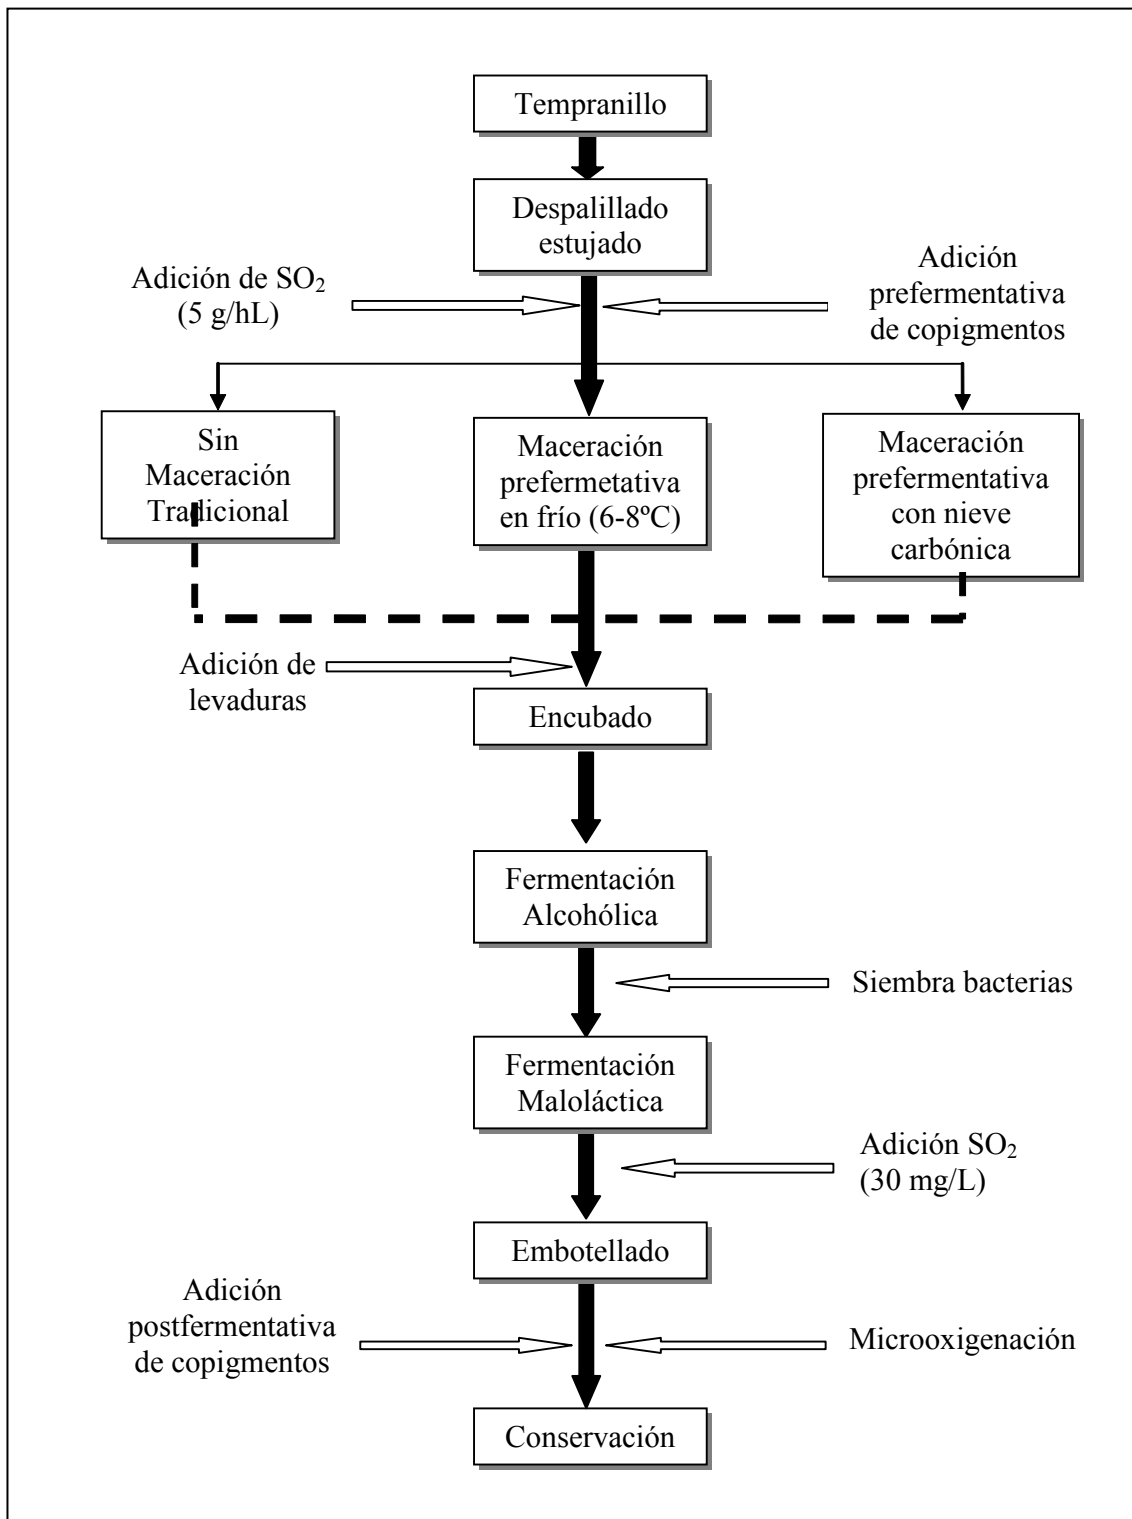 Tempranillo
Despalillado
estujado
Adición de SO₂
(5 g/hL)
Adición
prefermentativa
de copigmentos
Sin
Maceración
Tradicional
Maceración
prefermetativa
en frío (6-8ºC)
Maceración
prefermentativa
con nieve
carbónica
Adición de
levaduras
Encubado
Fermentación
Alcohólica
Siembra bacterias
Fermentación
Maloláctica
Adición SO₂
(30 mg/L)
Embotellado
Adición
postfermentativa
de copigmentos
Microoxigenación
Conservación